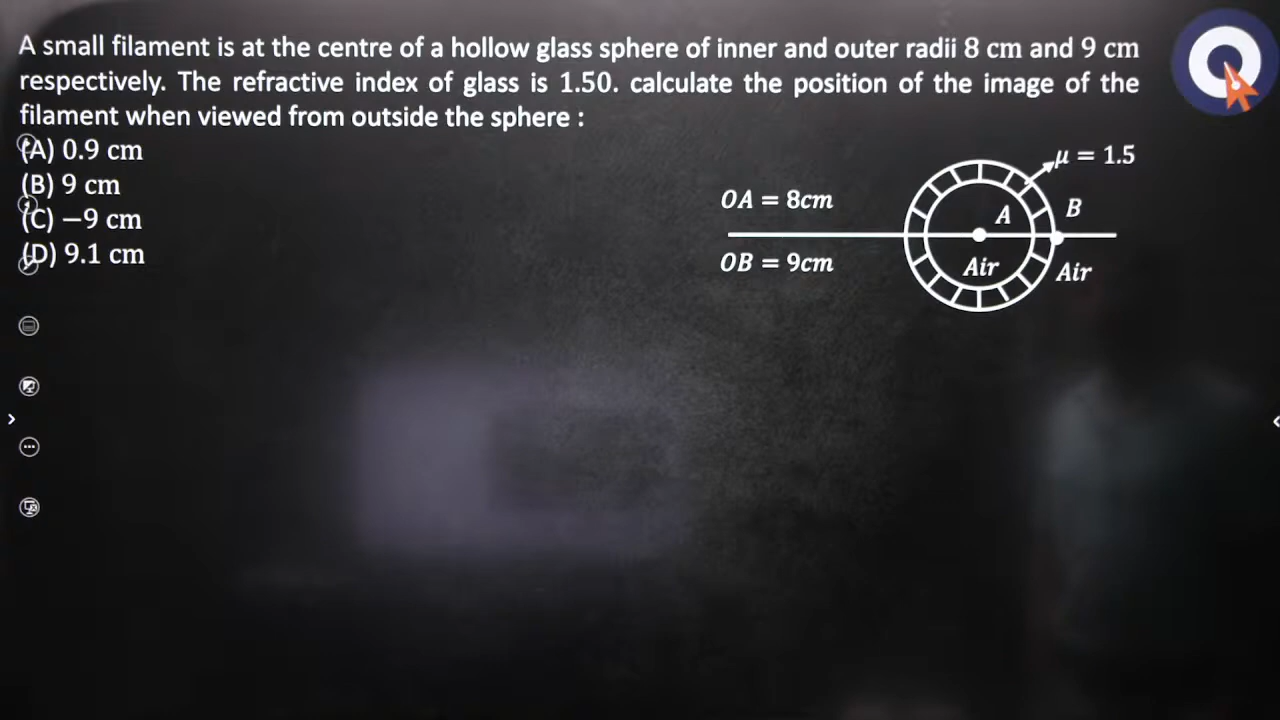 A small filament is at the centre of a hollow glass sphere of inner and outer radii 8 cm and 9 cm
respectively. The refractive index of glass is 1.50. calculate the position of the image of the
filament when viewed from outside the sphere :
(A) 0.9 cm
(B) 9 cm
(C) −9 cm
(D) 9.1 cm
μ = 1.5
OA = 8cm
A
B
OB = 9cm
Air
Air